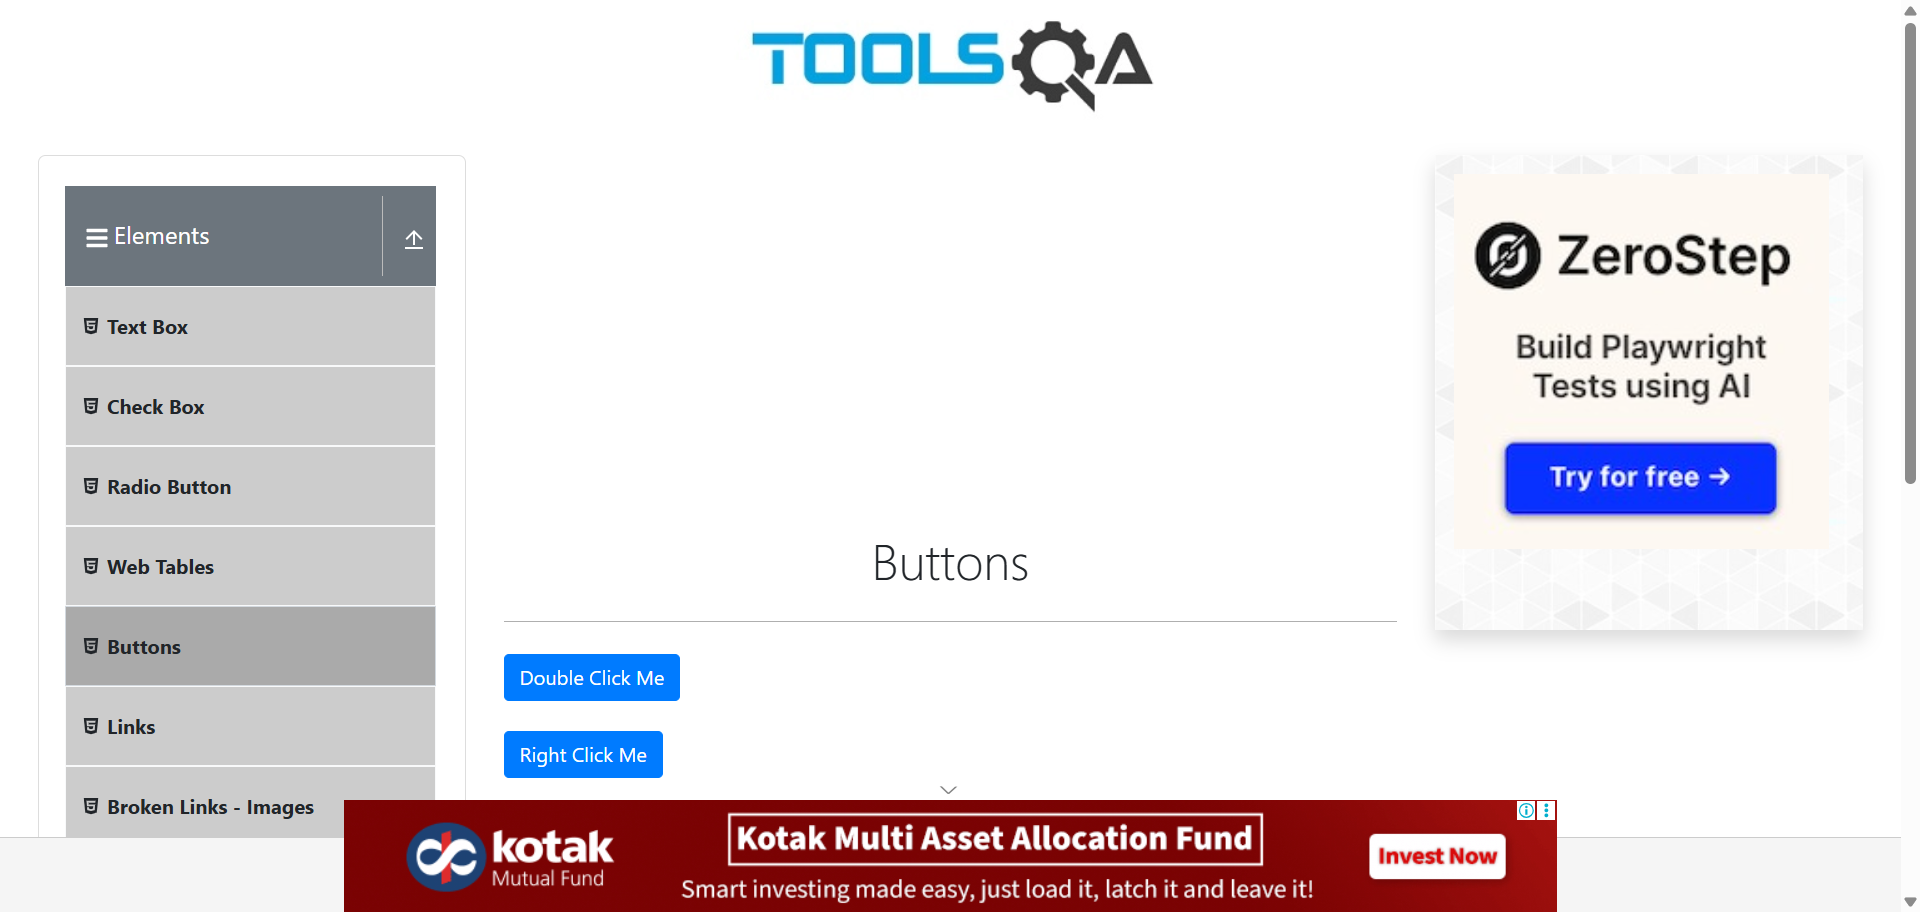 TOOLSQA
Elements
Text Box
Check Box
Radio Button
Web Tables
Buttons
Links
Broken Links - Images
Buttons
Double Click Me
Right Click Me
ZeroStep
Build Playwright
Tests using AI
Try for free →
kotak
Mutual Fund
Kotak Multi Asset Allocation Fund
Smart investing made easy, just load it, latch it and leave it!
Invest Now